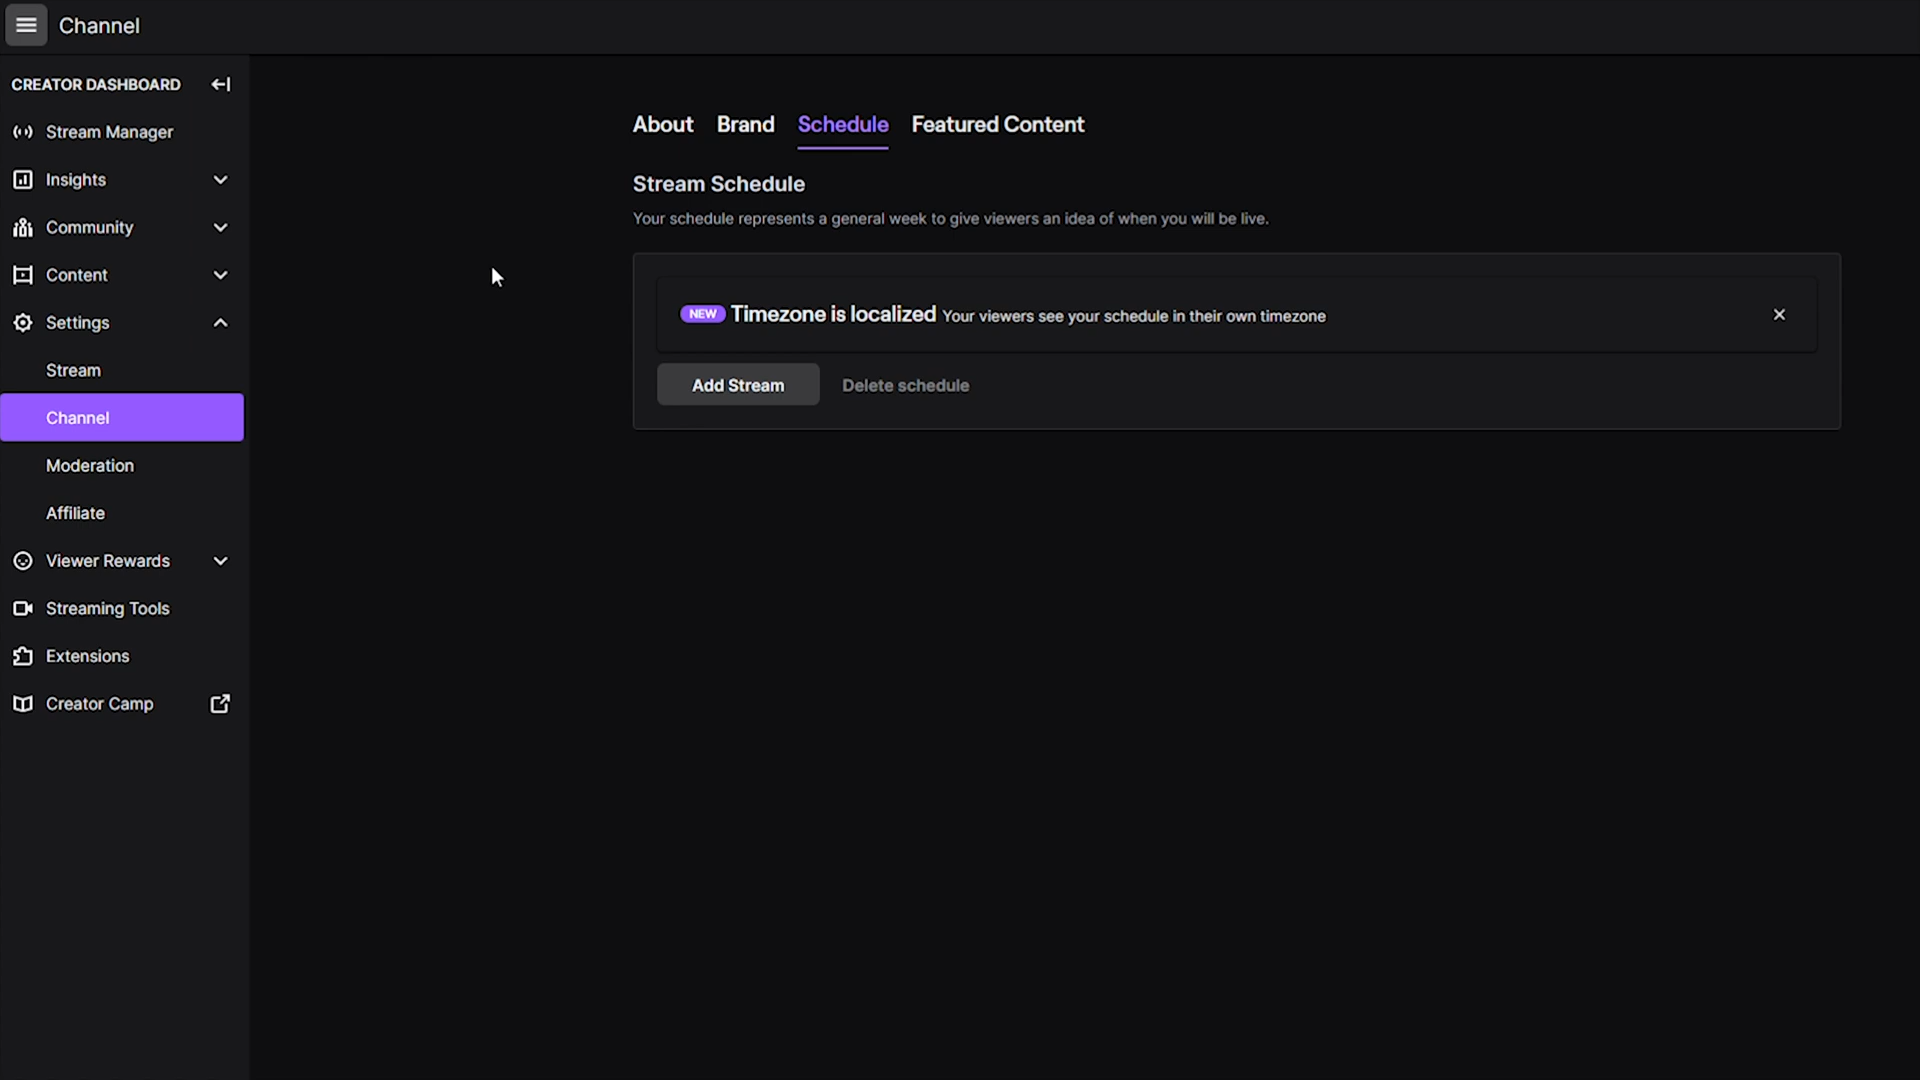 Channel
CREATOR DASHBOARD
Stream Manager
Insights
Community
Content
Settings
Stream
Channel
Moderation
Affiliate
Viewer Rewards
Streaming Tools
Extensions
Creator Camp
About Brand Schedule Featured Content
Stream Schedule
Your schedule represents a general week to give viewers an idea of when you will be live.
NEW Timezone is localized Your viewers see your schedule in their own timezone
Add Stream Delete schedule